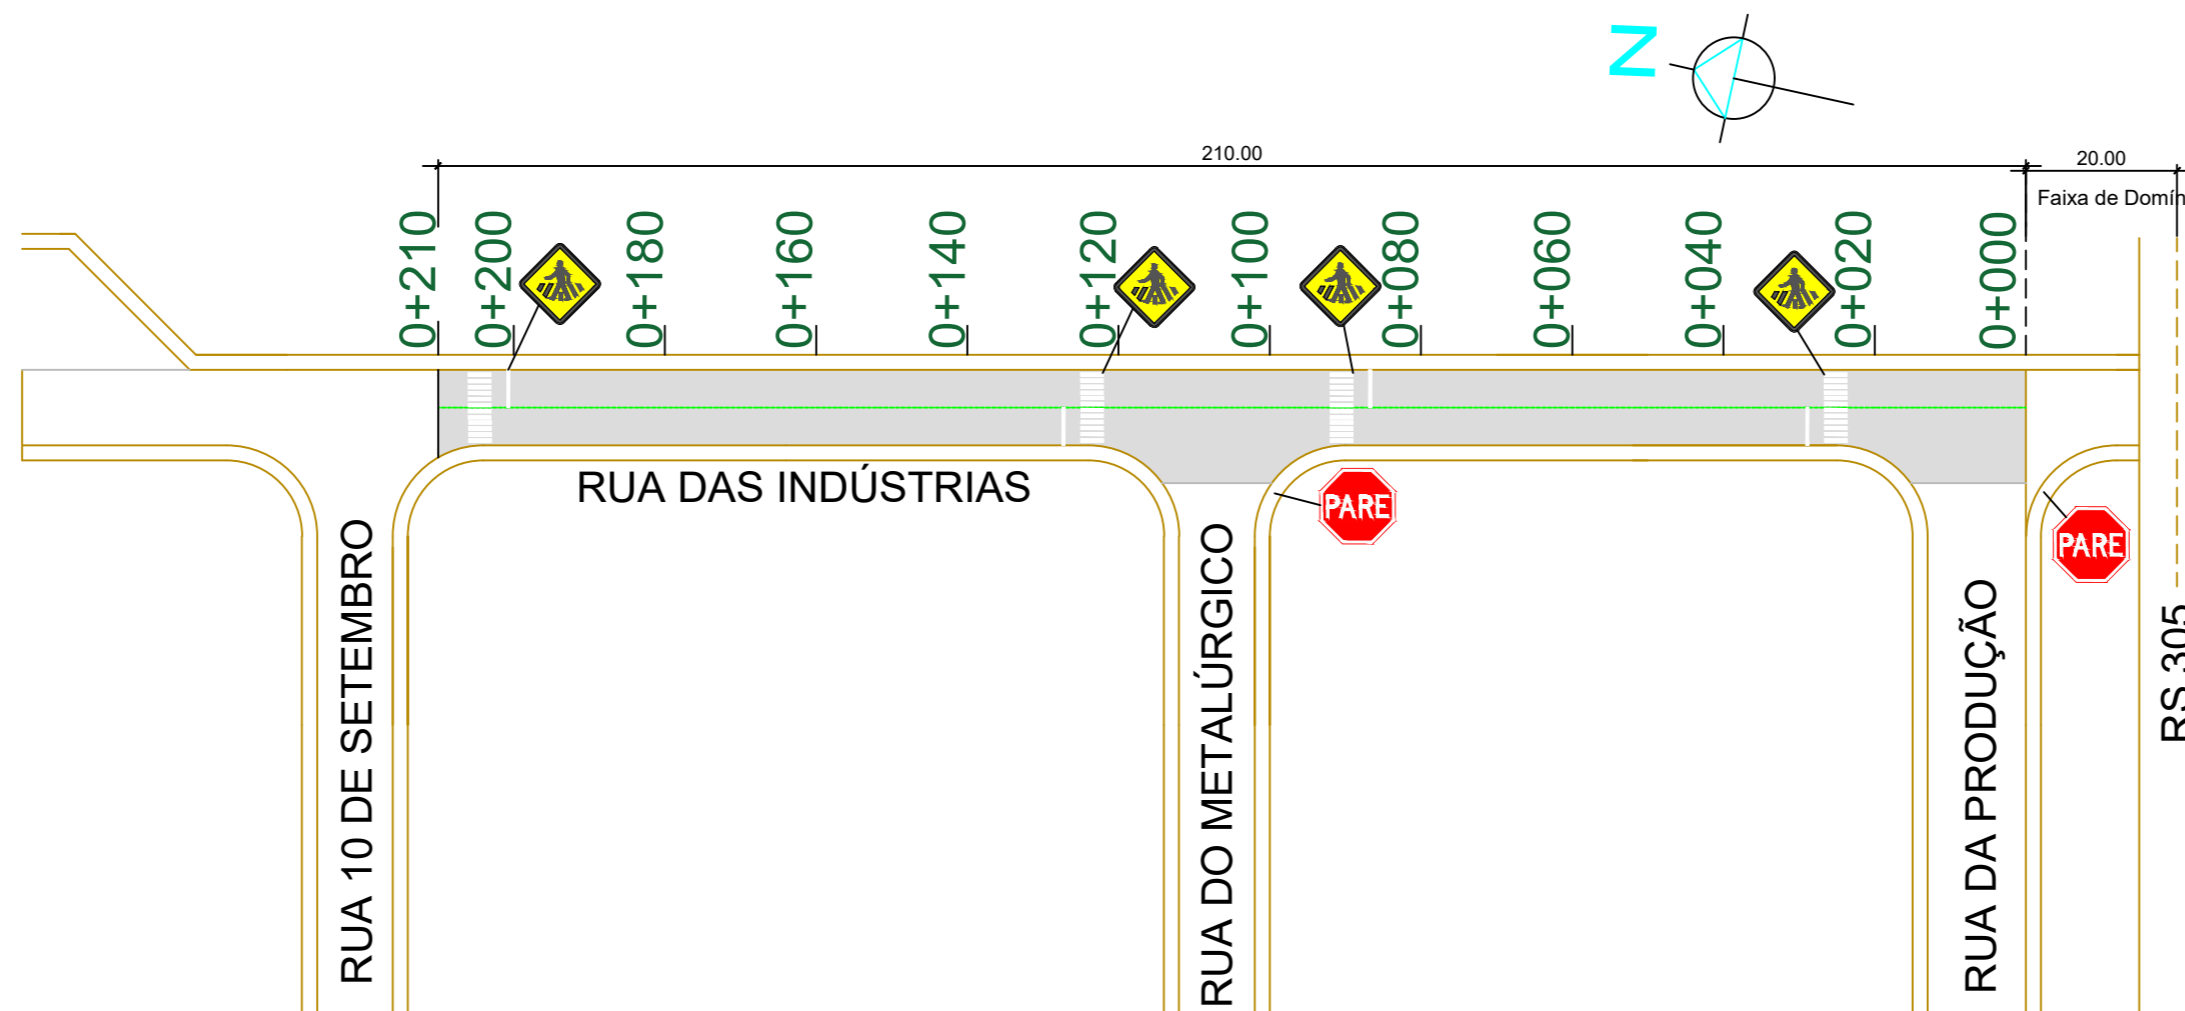 N
210.00
20.00
Faixa de Domín
0+210
0+200
0+180
0+160
0+140
0+120
0+100
0+080
0+060
0+040
0+020
0+000
RUA DAS INDÚSTRIAS
PARE
PARE
RUA 10 DE SETEMBRO
RUA DO METALÚRGICO
RUA DA PRODUÇÃO
RS 305